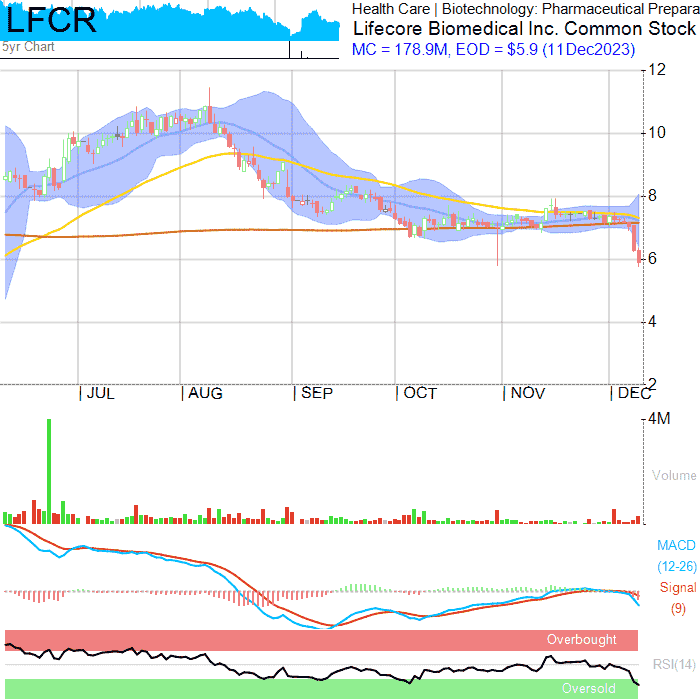 LFCR
5yr Chart
Health Care | Biotechnology: Pharmaceutical Prepara
Lifecore Biomedical Inc. Common Stock
MC = 178.9M, EOD = $5.9 (11Dec2023)
12
10
8
6
4
2
JUL
AUG
SEP
OCT
NOV
DEC
4M
Volume
MACD
(12-26)
Signal
(9)
Overbought
RSI(14)
Oversold